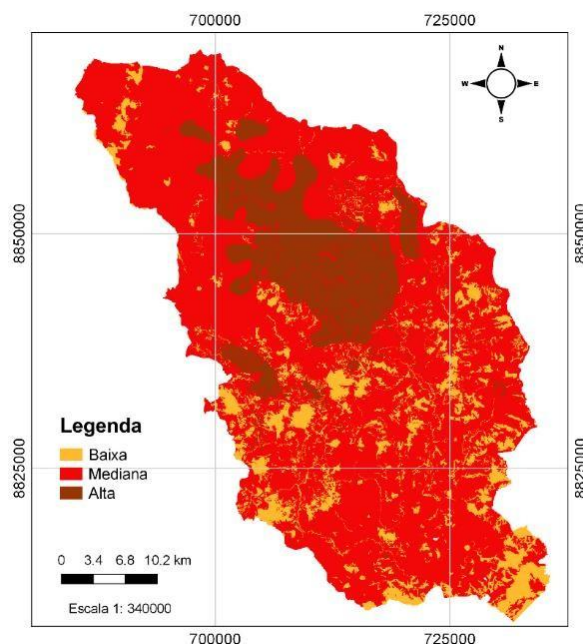 700000 725000
N
W E
S
8850000 8850000
8825000 8825000
Legenda
Baixa
Mediana
Alta
0 3.4 6.8 10.2 km
Escala 1: 340000
700000 725000